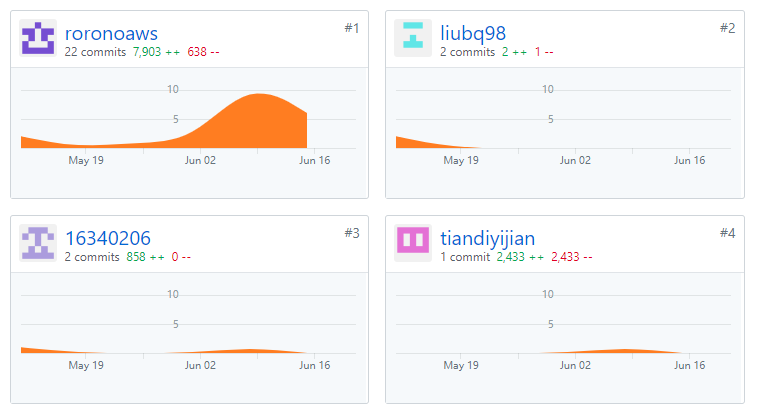 roronoaws #1
22 commits 7,903 ++ 638 --
10
5
May 19 Jun 02 Jun 16
liubq98 #2
2 commits 2 ++ 1 --
10
5
May 19 Jun 02 Jun 16
16340206 #3
2 commits 858 ++ 0 --
10
5
May 19 Jun 02 Jun 16
tiandiyijian #4
1 commit 2,433 ++ 2,433 --
10
5
May 19 Jun 02 Jun 16